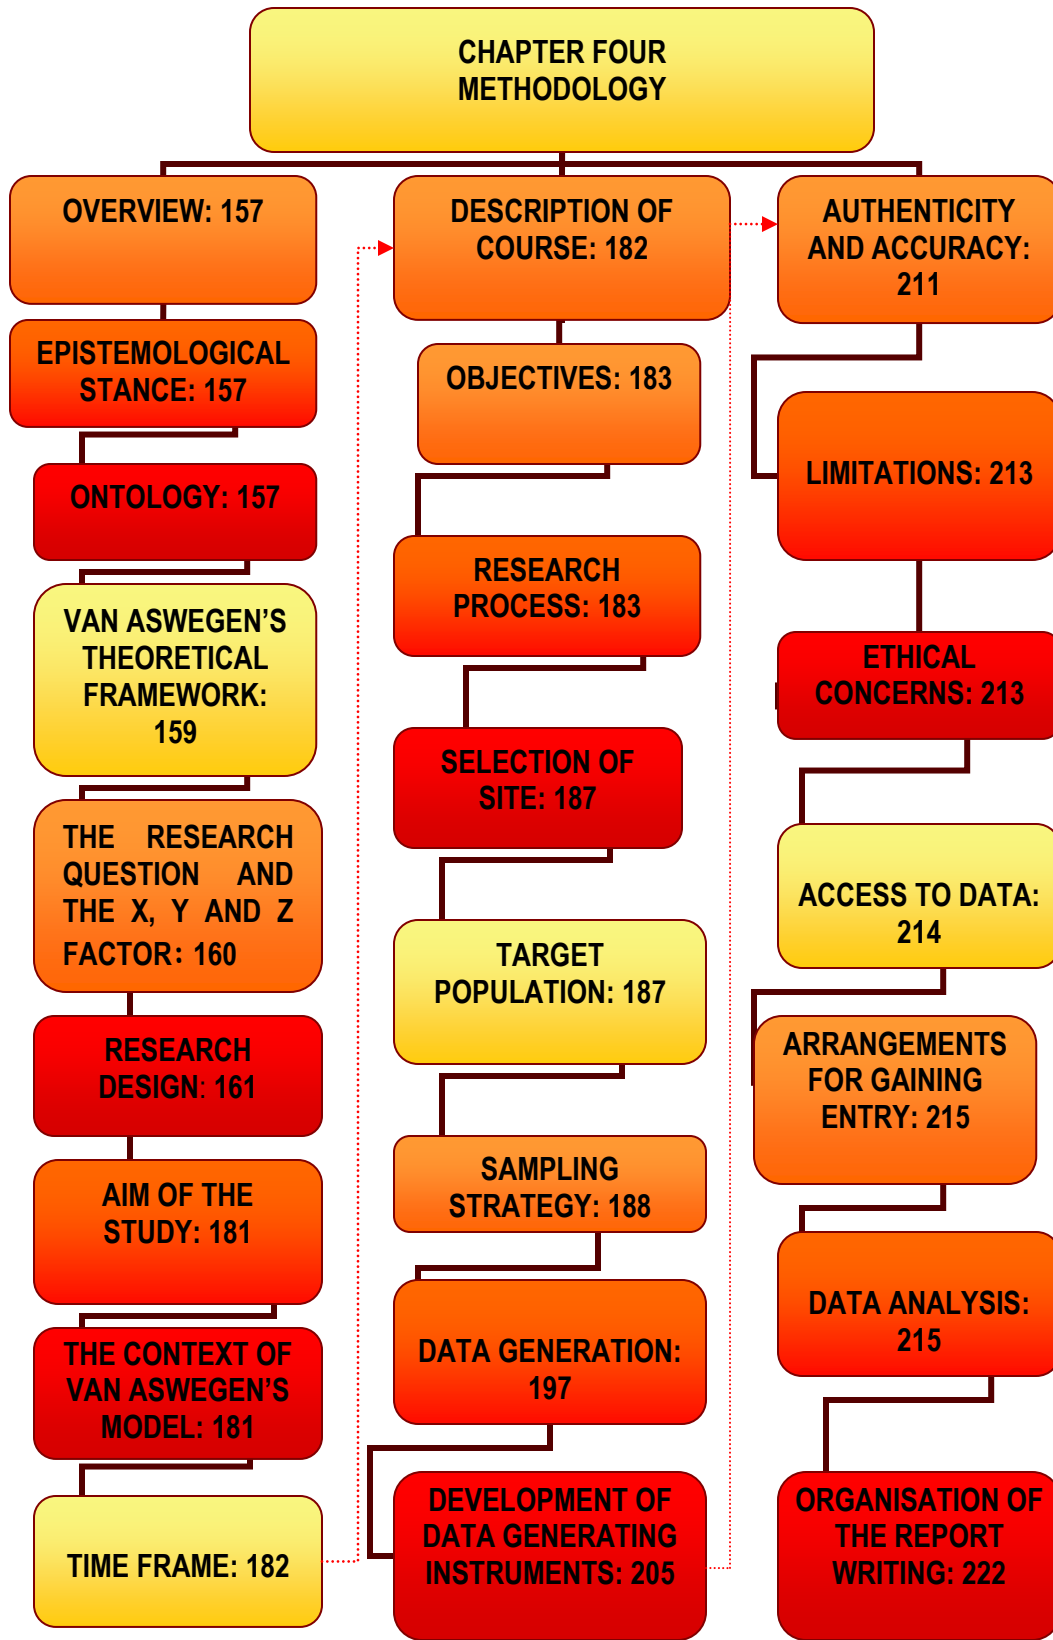 CHAPTER FOUR
METHODOLOGY
OVERVIEW: 157
EPISTEMOLOGICAL
STANCE: 157
ONTOLOGY: 157
VAN ASWEGEN’S
THEORETICAL
FRAMEWORK:
159
THE RESEARCH
QUESTION AND
THE X, Y AND Z
FACTOR: 160
RESEARCH
DESIGN: 161
AIM OF THE
STUDY: 181
THE CONTEXT OF
VAN ASWEGEN’S
MODEL: 181
TIME FRAME: 182
DESCRIPTION OF
COURSE: 182
OBJECTIVES: 183
RESEARCH
PROCESS: 183
SELECTION OF
SITE: 187
TARGET
POPULATION: 187
SAMPLING
STRATEGY: 188
DATA GENERATION:
197
DEVELOPMENT OF
DATA GENERATING
INSTRUMENTS: 205
AUTHENTICITY
AND ACCURACY:
211
LIMITATIONS: 213
ETHICAL
CONCERNS: 213
ACCESS TO DATA:
214
ARRANGEMENTS
FOR GAINING
ENTRY: 215
DATA ANALYSIS:
215
ORGANISATION OF
THE REPORT
WRITING: 222